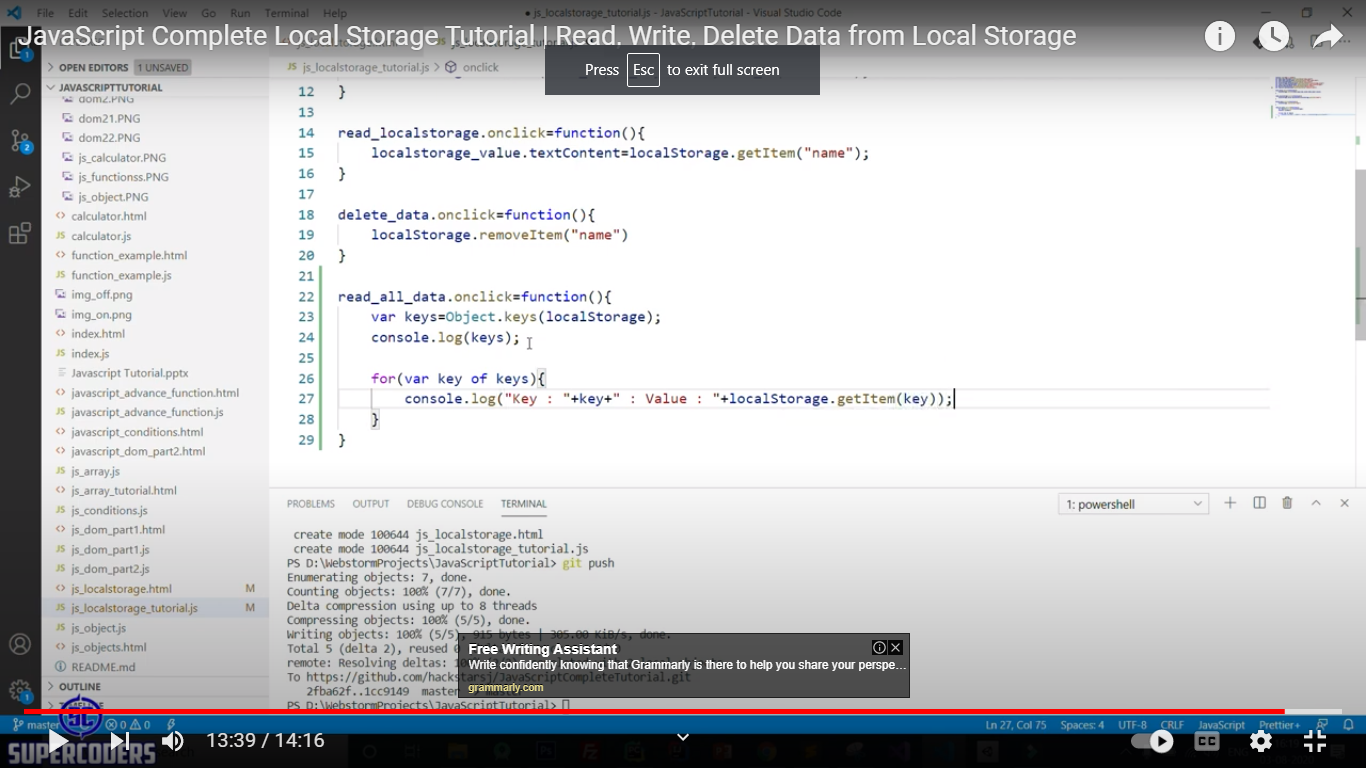 File Edit Selection View Go Run Terminal Help
js_localstorage_tutorial.js - JavaScriptTutorial - Visual Studio Code
JavaScript Complete Local Storage Tutorial | Read, Write, Delete Data from Local Storage
Press Esc to exit full screen
OPEN EDITORS 1 UNSAVED
JAVASCRIPTTUTORIAL
dom2.PNG
dom21.PNG
dom22.PNG
js_calculator.PNG
js_functionss.PNG
js_object.PNG
calculator.html
JS calculator.js
function_example.html
JS function_example.js
img_off.png
img_on.png
index.html
JS index.js
Javascript Tutorial.pptx
javascript_advance_function.html
JS javascript_advance_function.js
javascript_conditions.html
javascript_dom_part2.html
JS js_array.js
js_array_tutorial.html
JS js_conditions.js
js_dom_part1.html
JS js_dom_part1.js
JS js_dom_part2.js
js_localstorage.html M
JS js_localstorage_tutorial.js M
JS js_object.js
js_objects.html
README.md
OUTLINE
JS js_localstorage_tutorial.js > onclick
12 }
13
14 read_localstorage.onclick=function(){
15 localstorage_value.textContent=localStorage.getItem("name");
16 }
17
18 delete_data.onclick=function(){
19 localStorage.removeItem("name")
20 }
21
22 read_all_data.onclick=function(){
23 var keys=Object.keys(localStorage);
24 console.log(keys);
25
26 for(var key of keys){
27 console.log("Key : "+key+" : Value : "+localStorage.getItem(key));
28 }
29 }
PROBLEMS OUTPUT DEBUG CONSOLE TERMINAL 1: powershell
create mode 100644 js_localstorage.html
create mode 100644 js_localstorage_tutorial.js
PS D:\WebstormProjects\JavaScriptTutorial> git push
Enumerating objects: 7, done.
Counting objects: 100% (7/7), done.
Delta compression using up to 8 threads
Compressing objects: 100% (5/5), done.
Writing objects: 100% (5/5), 915 bytes | 305.00 KiB/s, done.
Total 5 (delta 2), reused
remote: Resolving deltas:
To https://github.com/hackstarsj/JavaScriptCompleteTutorial.git
2fba62f..1cc9149 master
PS D:\WebstormProjects\JavaScriptTutorial>
Free Writing Assistant
Write confidently knowing that Grammarly is there to help you share your perspe...
grammarly.com
master 0 0 Ln 27, Col 75 Spaces: 4 UTF-8 CRLF JavaScript Prettier+
SUPERCODERS
13:39 / 14:16
CC